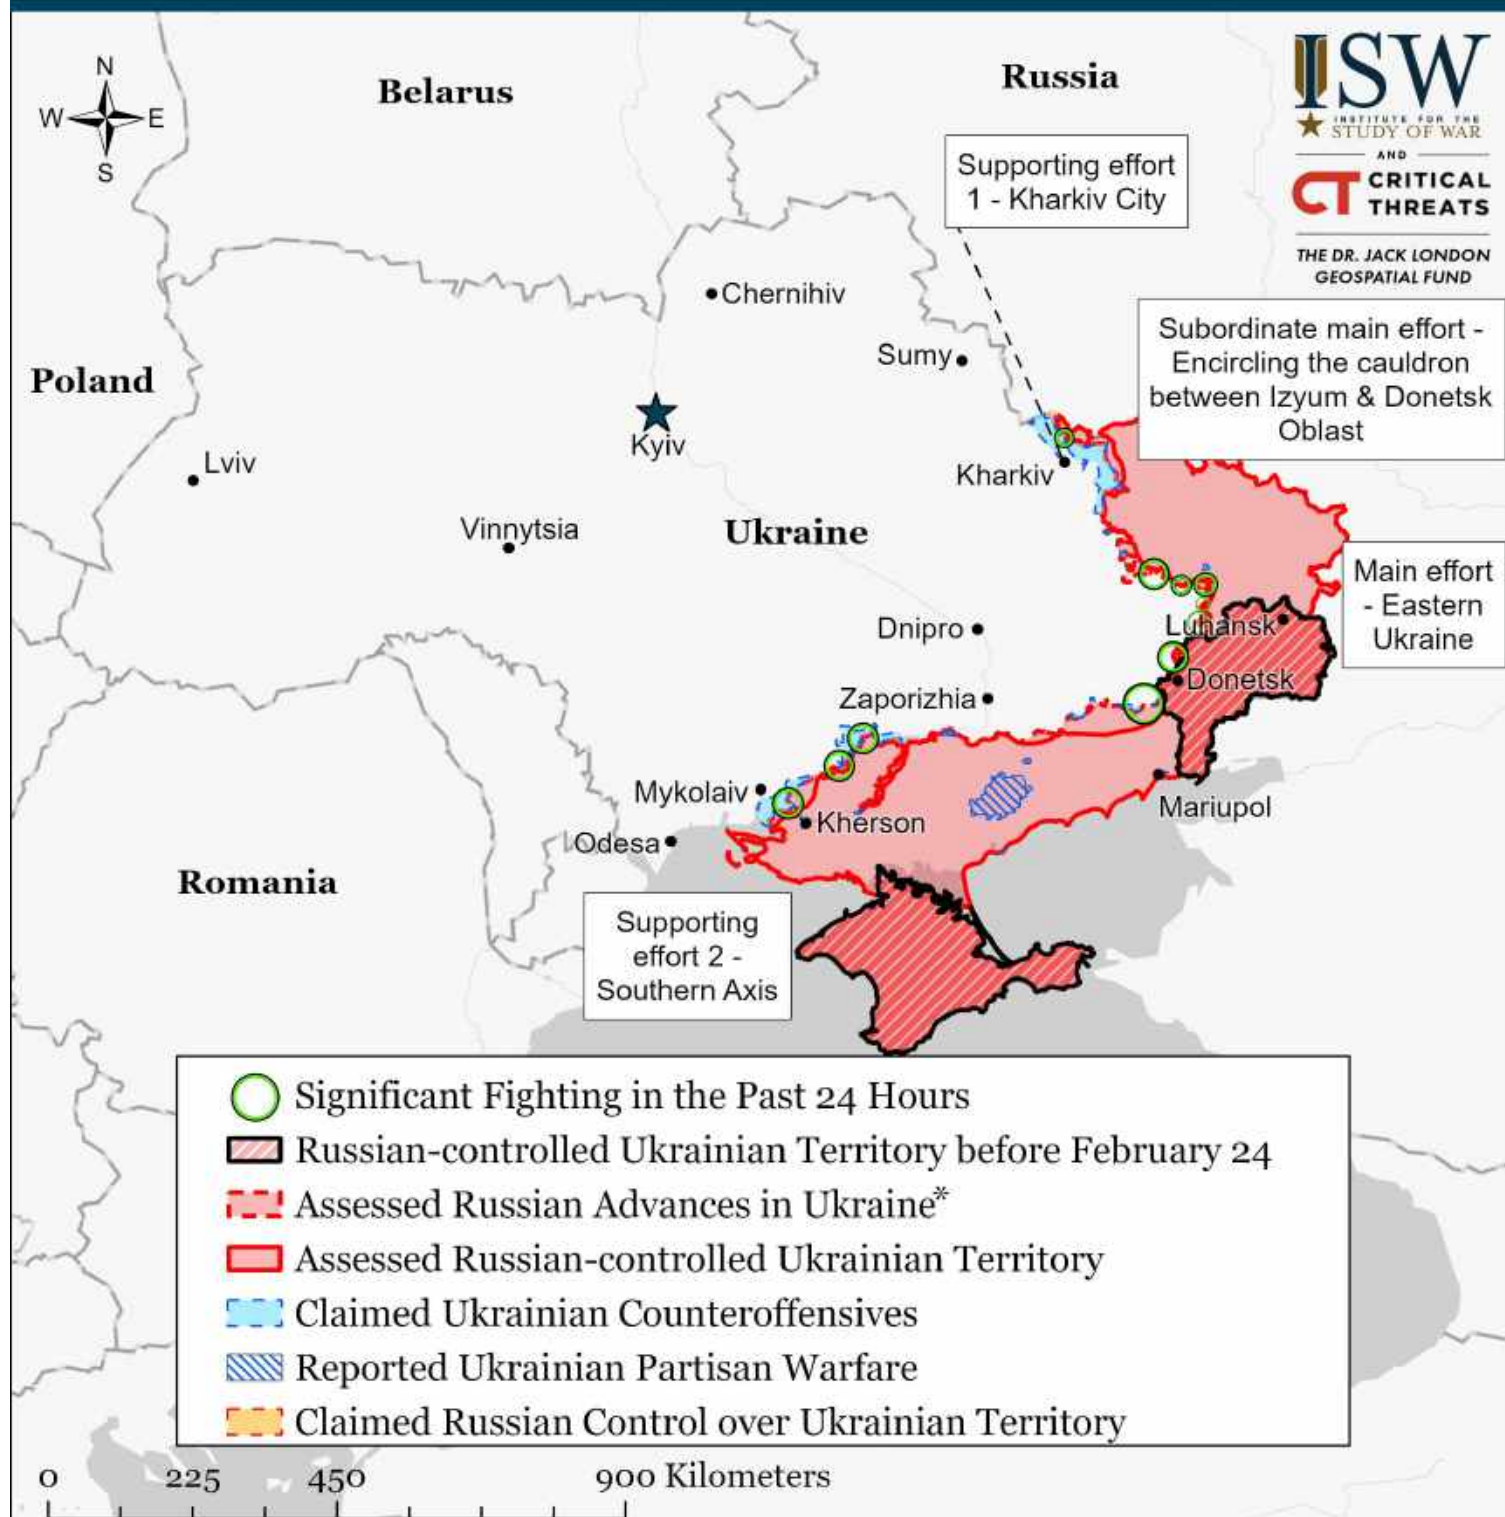 N
W
E
S
Belarus
Russia
ISW
INSTITUTE FOR THE
STUDY OF WAR
AND
CT CRITICAL
THREATS
THE DR. JACK LONDON
GEOSPATIAL FUND
Supporting effort
1 - Kharkiv City
Subordinate main effort -
Encircling the cauldron
between Izyum & Donetsk
Oblast
Chernihiv
Sumy
Poland
Kyiv
Lviv
Kharkiv
Vinnytsia
Ukraine
Main effort
- Eastern
Ukraine
Dnipro
Luhansk
Donetsk
Zaporizhia
Mykolaiv
Mariupol
Kherson
Odesa
Romania
Supporting
effort 2 -
Southern Axis
Significant Fighting in the Past 24 Hours
Russian-controlled Ukrainian Territory before February 24
Assessed Russian Advances in Ukraine*
Assessed Russian-controlled Ukrainian Territory
Claimed Ukrainian Counteroffensives
Reported Ukrainian Partisan Warfare
Claimed Russian Control over Ukrainian Territory
0 225 450 900 Kilometers